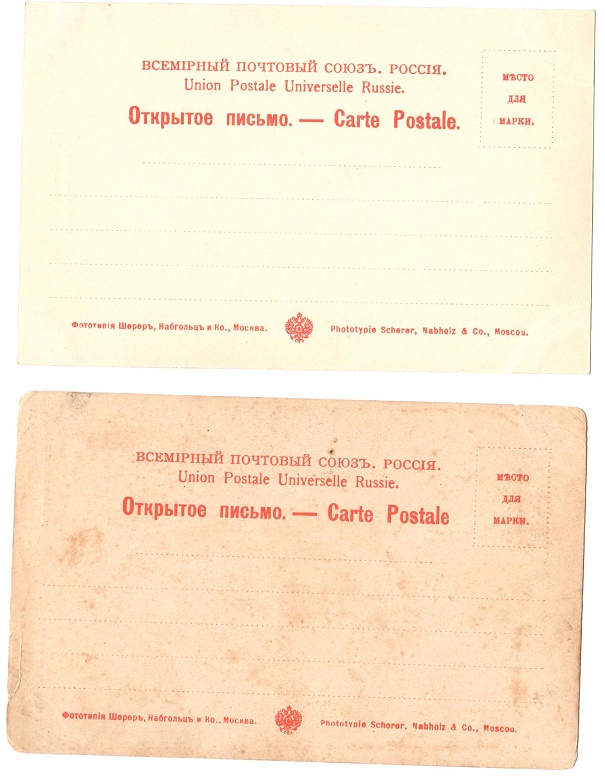 ВСЕМІРНЫЙ ПОЧТОВЫЙ СОЮЗЪ. РОССІЯ.
Union Postale Universelle Russie.
Открытое письмо. — Carte Postale.
МѢСТО
ДЛЯ
МАРКИ.
Фототипія Шереръ, Набгольцъ и Ко., Москва.
Phototypie Scherer, Nabholz & Co., Moscou.
ВСЕМІРНЫЙ ПОЧТОВЫЙ СОЮЗЪ. РОССІЯ.
Union Postale Universelle Russie.
Открытое письмо. — Carte Postale
МѢСТО
ДЛЯ
МАРКИ.
Фототипія Шереръ, Набгольцъ и Ко., Москва.
Phototypie Scherer, Nabholz & Co., Moscou.